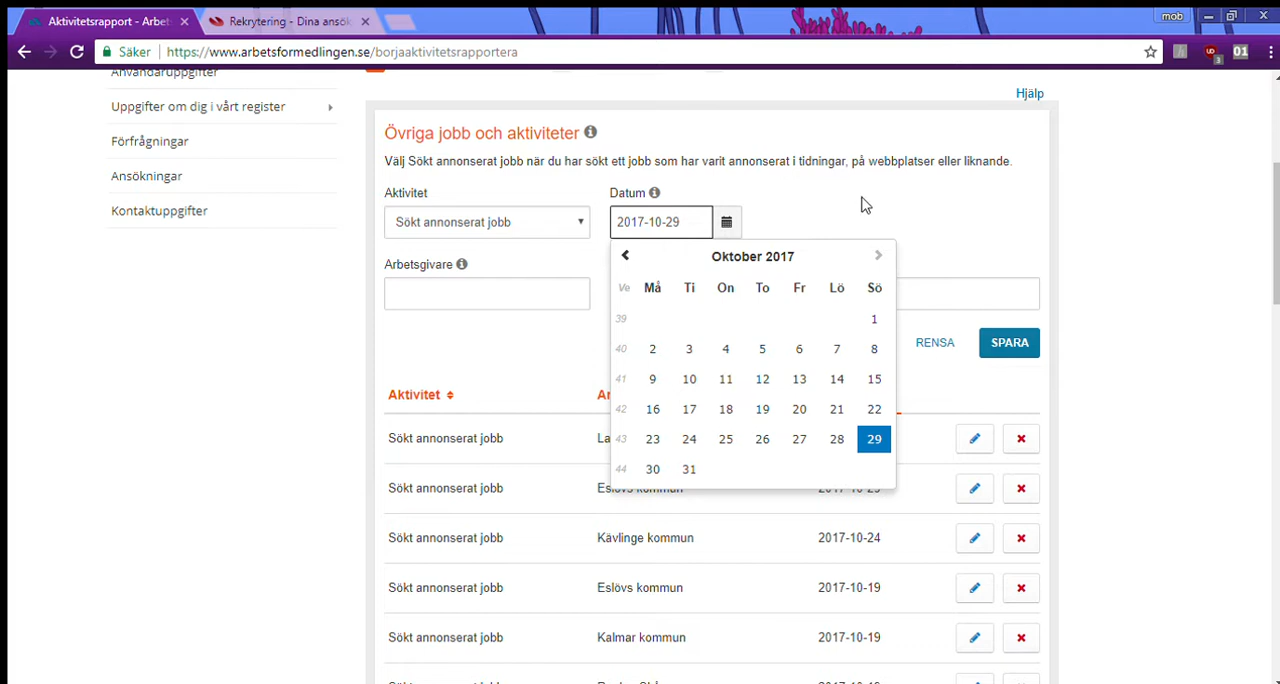 Aktivitetsrapport - Arbet
Rekrytering - Dina ansök
mob
Säker
https://www.arbetsformedlingen.se/borjaaktivitetsrapportera
UD
3
01
Användaruppgifter
Uppgifter om dig i vårt register
Förfrågningar
Ansökningar
Kontaktuppgifter
Hjälp
Övriga jobb och aktiviteter
Välj Sökt annonserat jobb när du har sökt ett jobb som har varit annonserat i tidningar, på webbplatser eller liknande.
Aktivitet
Datum
Sökt annonserat jobb
2017-10-29
Arbetsgivare
Oktober 2017
Ve Må Ti On To Fr Lö Sö
39 1
40 2 3 4 5 6 7 8
41 9 10 11 12 13 14 15
42 16 17 18 19 20 21 22
43 23 24 25 26 27 28 29
44 30 31
RENSA
SPARA
Aktivitet
Ar
Sökt annonserat jobb La
Sökt annonserat jobb Eslövs kommun
Sökt annonserat jobb Kävlinge kommun 2017-10-24
Sökt annonserat jobb Eslövs kommun 2017-10-19
Sökt annonserat jobb Kalmar kommun 2017-10-19